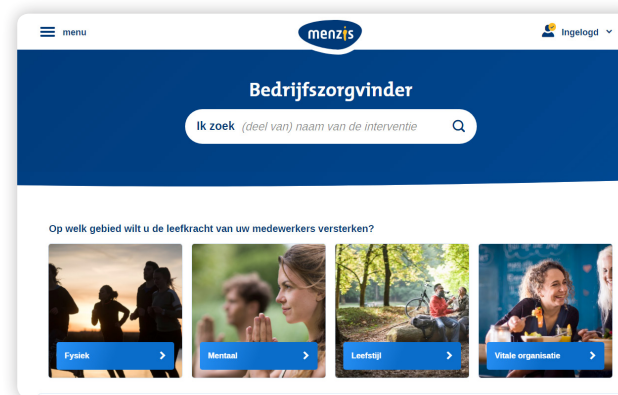 menu
menzis
Ingelogd
Bedrijfszorgvinder
Ik zoek (deel van) naam van de interventie
Op welk gebied wilt u de leefkracht van uw medewerkers versterken?
Fysiek
Mentaal
Leefstijl
Vitale organisatie